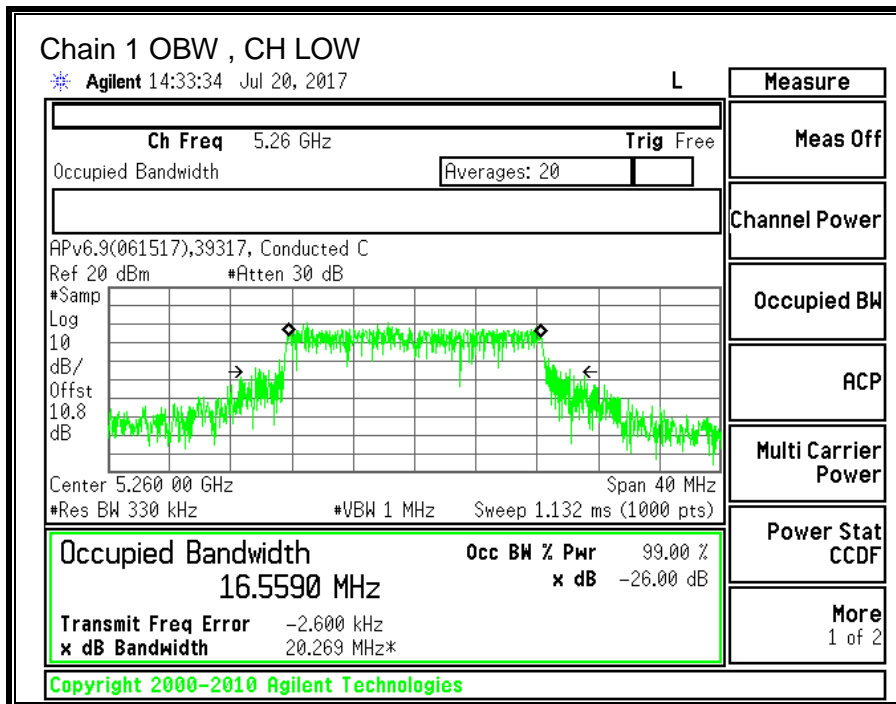 Chain 1 OBW , CH LOW
Agilent 14:33:34 Jul 20, 2017 L
Measure
Ch Freq 5.26 GHz Trig Free
Meas Off
Occupied Bandwidth Averages: 20
Channel Power
APv6.9(061517),39317, Conducted C
Ref 20 dBm #Atten 30 dB
Occupied BW
#Samp
Log
10
dB/
Offst
10.8
dB
ACP
Multi Carrier
Power
Center 5.260 00 GHz Span 40 MHz
#Res BW 330 kHz #VBW 1 MHz Sweep 1.132 ms (1000 pts)
Power Stat
CCDF
Occupied Bandwidth Occ BW % Pwr 99.00 %
16.5590 MHz x dB -26.00 dB
Transmit Freq Error -2.600 kHz
x dB Bandwidth 20.269 MHz*
More
1 of 2
Copyright 2000-2010 Agilent Technologies